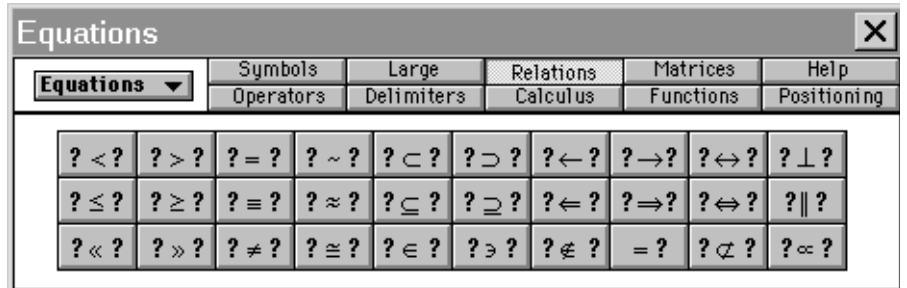 Equations
Equations Symbols Large Relations Matrices Help
Operators Delimiters Calculus Functions Positioning
? < ? ? > ? ? = ? ? ~ ? ? ⊂ ? ? ⊃ ? ? ← ? ? → ? ? ↔ ? ? ⊥ ?
? ≤ ? ? ≥ ? ? ≡ ? ? ≈ ? ? ⊆ ? ? ⊇ ? ? ⇐ ? ? ⇒ ? ? ⇔ ? ? ∥ ?
? « ? ? » ? ? ≠ ? ? ≅ ? ? ∈ ? ? ∋ ? ? ∉ ? = ? ? ⊄ ? ? ∝ ?